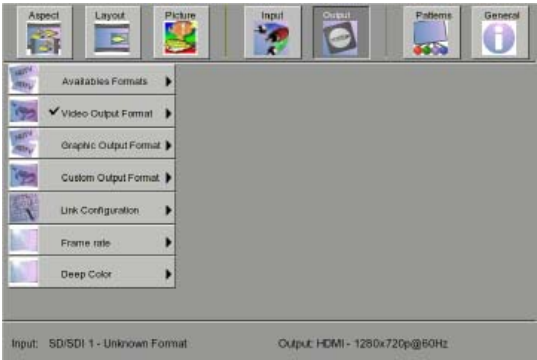 Aspect Layout Picture Input Output Patterns General
Availables Formats
Video Output Format
Graphic Output Format
Custom Output Format
Link Configuration
Frame rate
Deep Color
Input: SD/SDI 1 - Unknown Format Output: HDMI - 1280x720p@60Hz